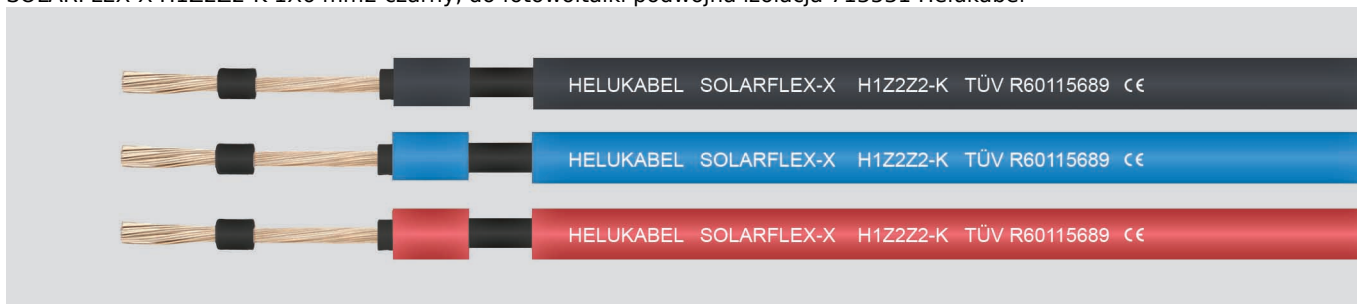 SOLARFLEX-X H1Z2Z2-K 1X6 mm2 czarny, do fotowoltaiki podwójna izolacja Helukabel
HELUKABEL SOLARFLEX-X H1Z2Z2-K TÜV R60115689 CE
HELUKABEL SOLARFLEX-X H1Z2Z2-K TÜV R60115689 CE
HELUKABEL SOLARFLEX-X H1Z2Z2-K TÜV R60115689 CE